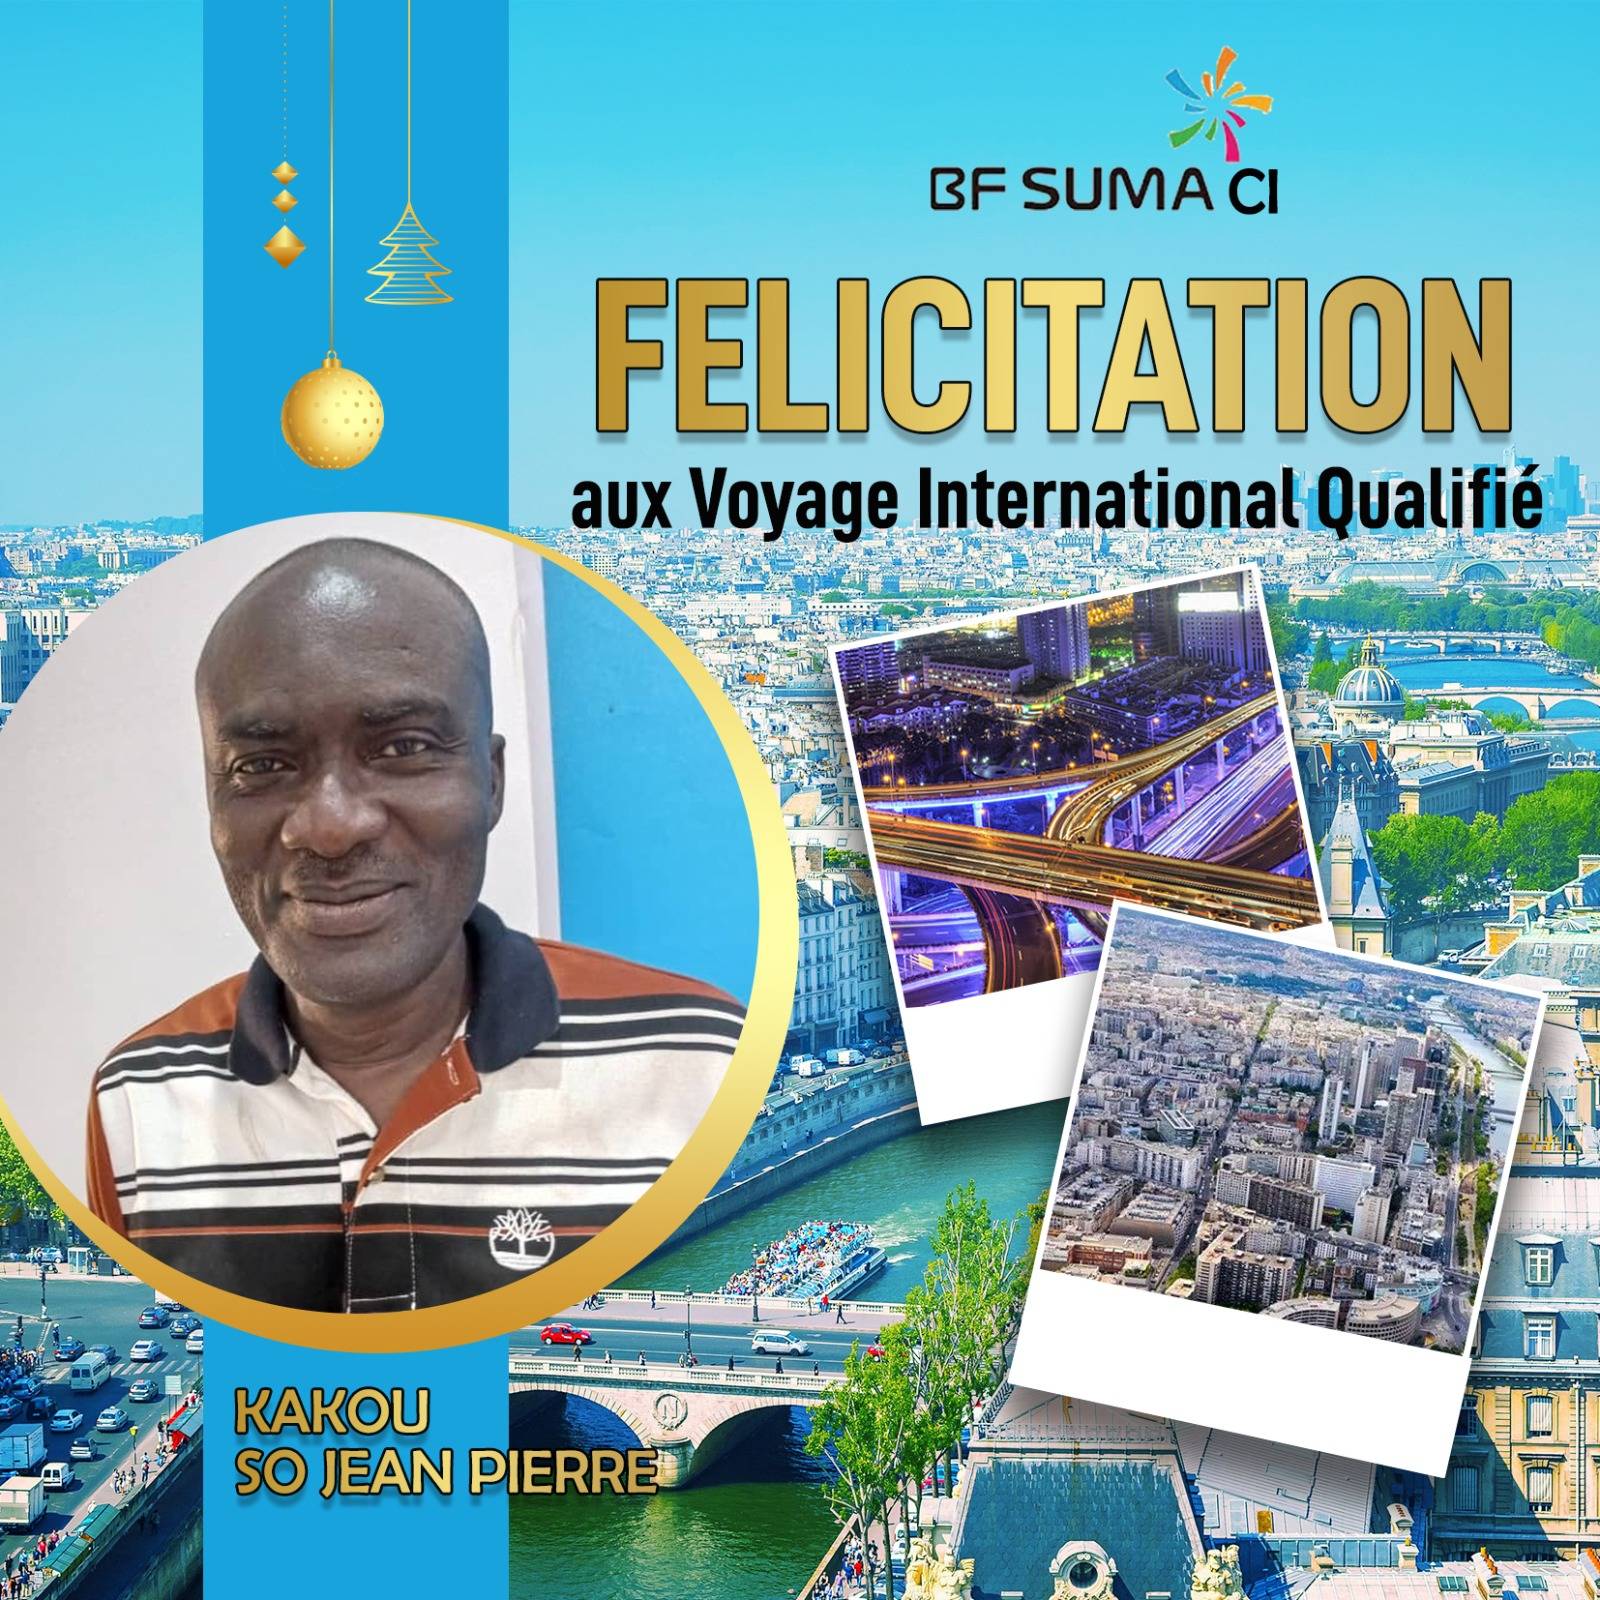 BF SUMA CI
FELICITATION
aux Voyage International Qualifié
KAKOU
SO JEAN PIERRE